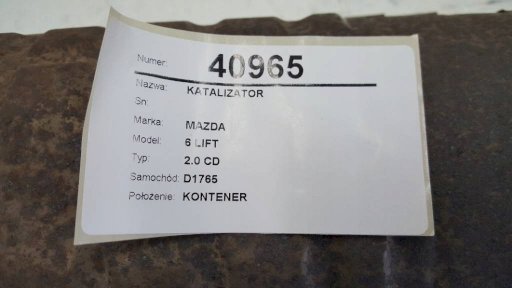 Numer: 40965
Nazwa: KATALIZATOR
Sn:
Marka: MAZDA
Model: 6 LIFT
Typ: 2.0 CD
Samochód: D1765
Położenie: KONTENER